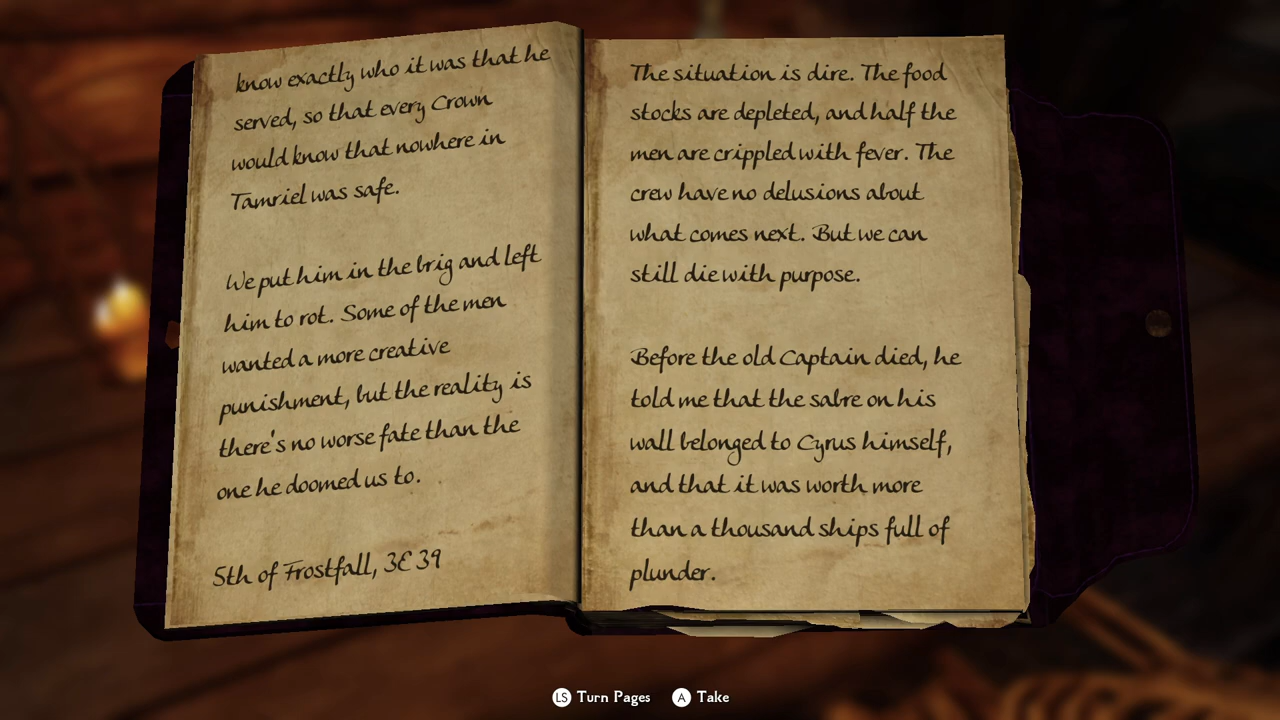 know exactly who it was that he
served, so that every Crown
would know that nowhere in
Tamriel was safe.
We put him in the brig and left
him to rot. Some of the men
wanted a more creative
punishment, but the reality is
there's no worse fate than the
one he doomed us to.
5th of Frostfall, 3E 39
The situation is dire. The food
stocks are depleted, and half the
men are crippled with fever. The
crew have no delusions about
what comes next. But we can
still die with purpose.
Before the old Captain died, he
told me that the sabre on his
wall belonged to Cyrus himself,
and that it was worth more
than a thousand ships full of
plunder.
LS Turn Pages A Take